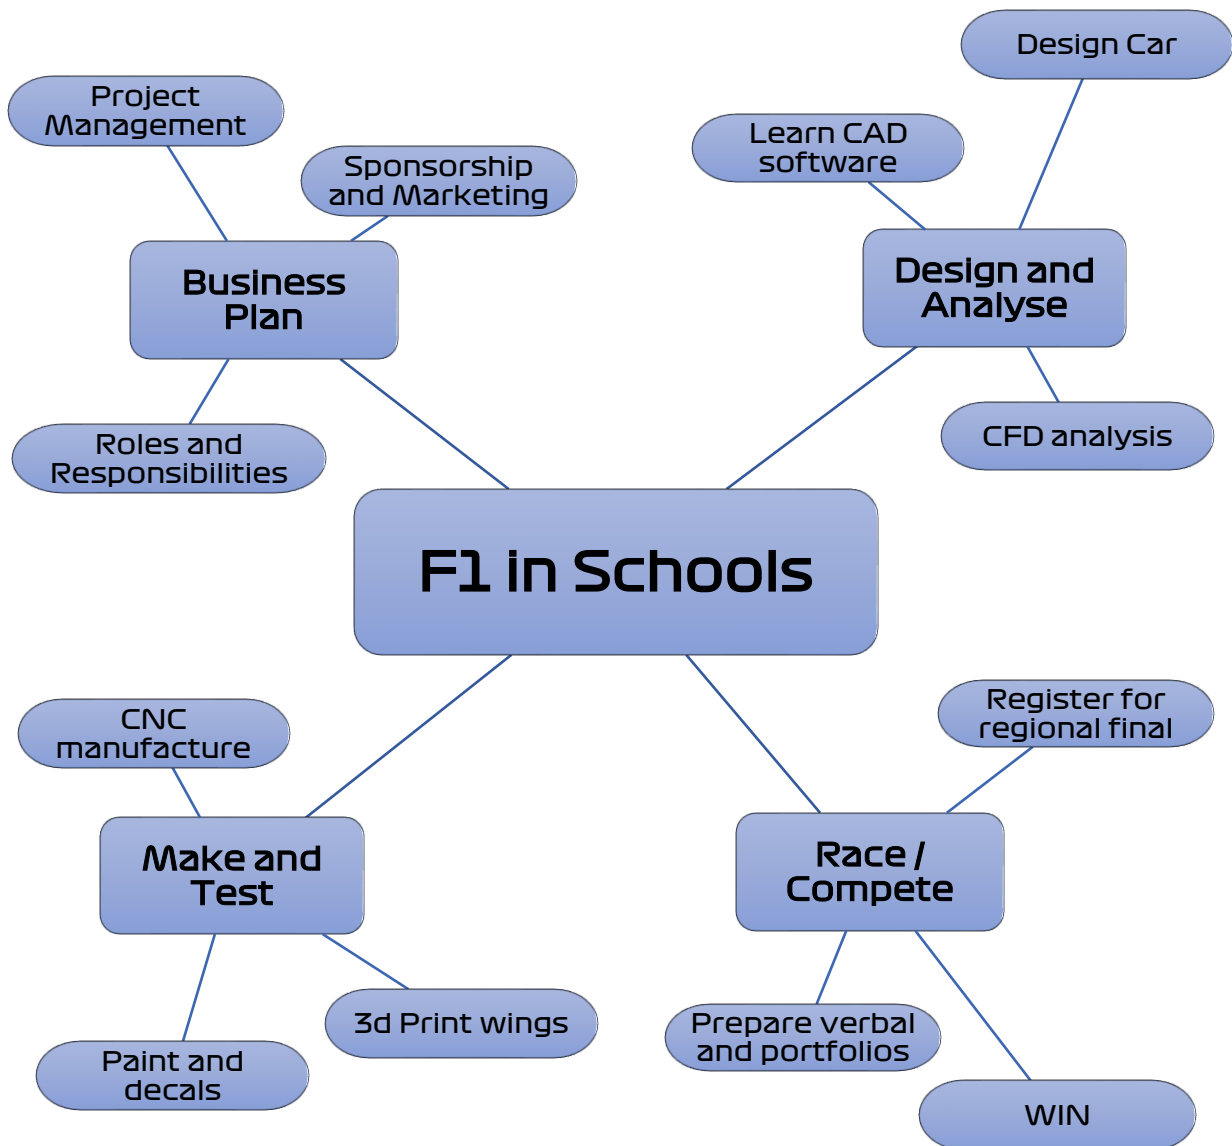 Design Car
Project
Management
Learn CAD
software
Sponsorship
and Marketing
Business
Plan
Design and
Analyse
Roles and
Responsibilities
CFD analysis
F1 in Schools
CNC
manufacture
Register for
regional final
Make and
Test
Race /
Compete
3d Print wings
Prepare verbal
and portfolios
Paint and
decals
WIN